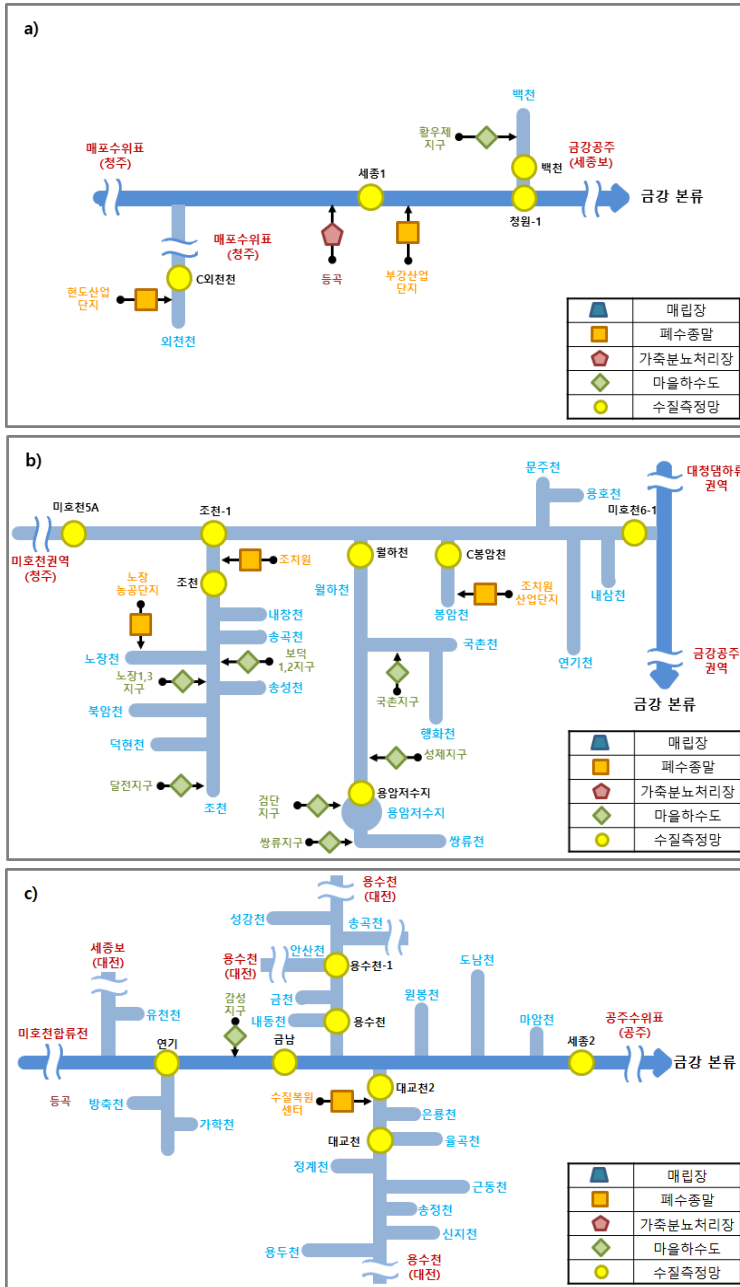 a)
백천
황우제
지구
매포수위표
(청주)
세종1
백천
금강공주
(세종보)
금강 본류
청원-1
매포수위표
(청주)
C외천천
현도산업
단지
등곡
부강산업
단지
외천천
매립장
폐수종말
가축분뇨처리장
마을하수도
수질측정망
b)
문주천
용호천
대청댐하류
권역
미호천5A
조천-1
미호천6-1
미호천권역
(청주)
조치원
월하천
C봉암천
노장
농공단지
조천
월하천
조치원
산업단지
내삼천
봉암천
내창천
송곡천
노장천
보덕
1,2지구
국촌천
연기천
금강공주
권역
노장1,3
지구
송성천
국촌지구
금강 본류
북암천
행화천
덕현천
성제지구
달전지구
조천
검단
지구
용암저수지
용암저수지
쌍류지구
쌍류천
매립장
폐수종말
가축분뇨처리장
마을하수도
수질측정망
c)
용수천
(대전)
성강천
송곡천
세종보
(대전)
안산천
용수천
(대전)
용수천-1
도남천
감성
지구
금천
원봉천
유천천
내동천
용수천
마암천
공주수위표
(공주)
미호천합류전
연기
금남
세종2
금강 본류
등곡
방축천
가학천
수질복원
센터
대교천2
은룡천
대교천
율곡천
정계천
근동천
송정천
신지천
용두천
용수천
(대전)
매립장
폐수종말
가축분뇨처리장
마을하수도
수질측정망